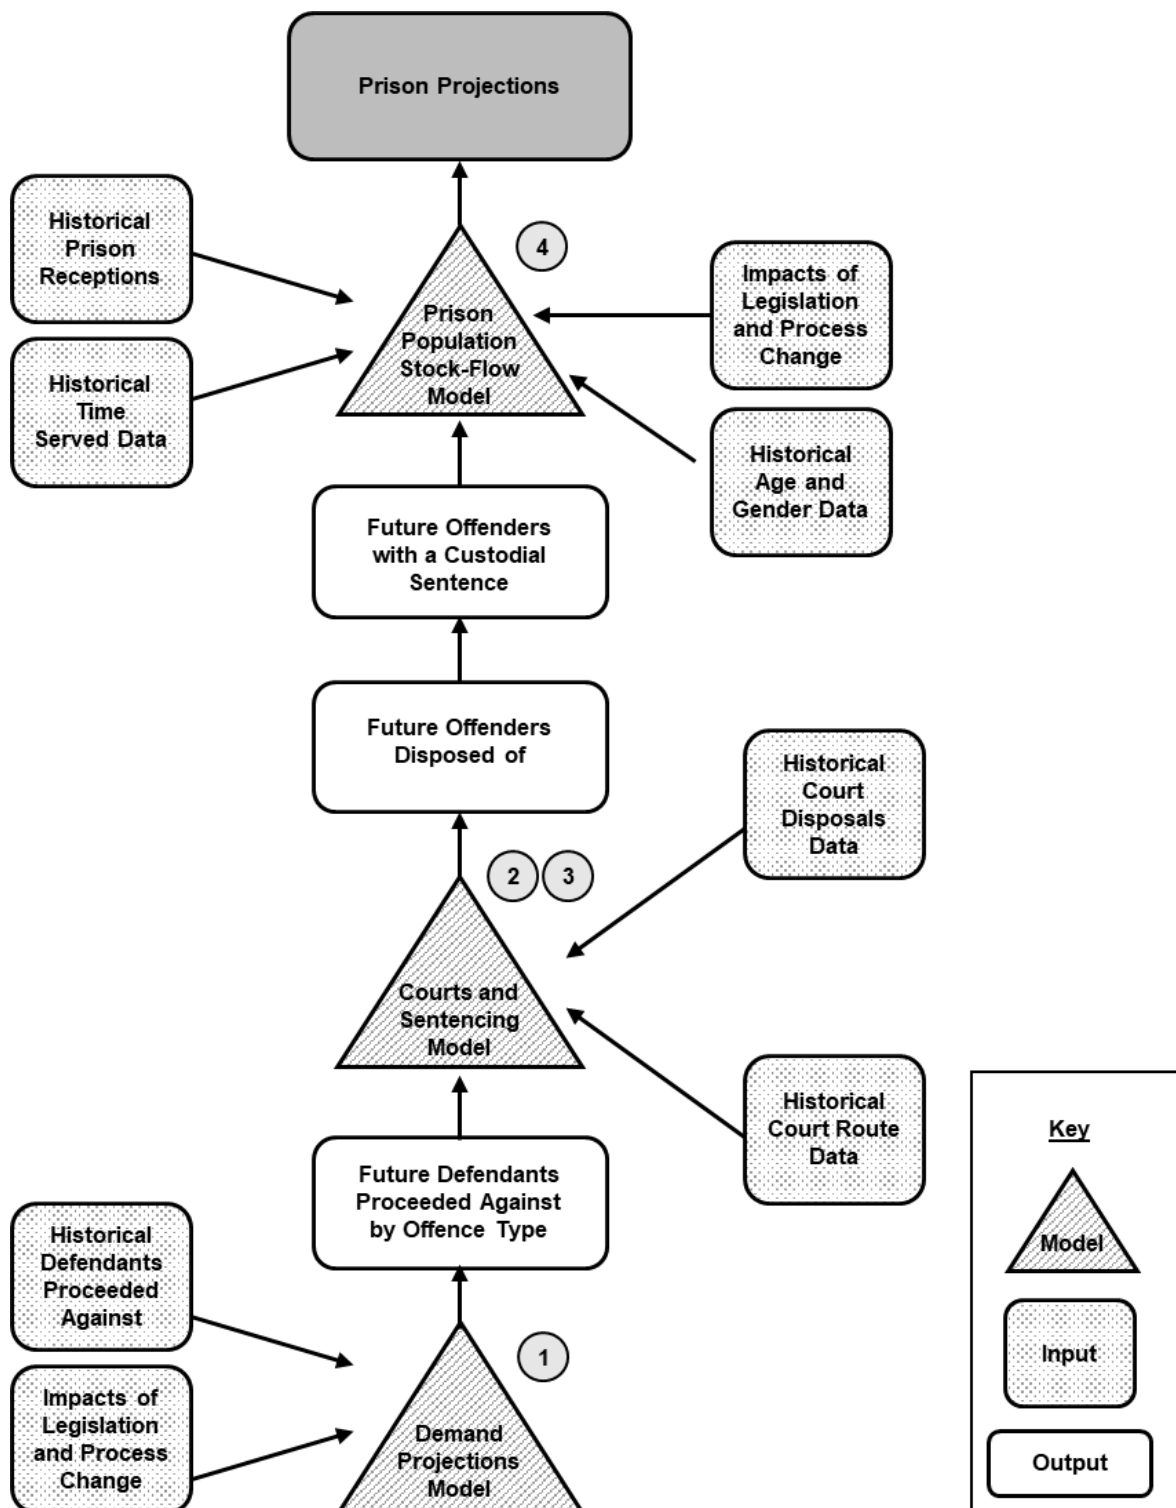 Prison Projections
Historical
Prison
Receptions
4
Impacts of
Legislation
and Process
Change
Prison
Population
Stock-Flow
Model
Historical
Time
Served Data
Historical
Age and
Gender Data
Future Offenders
with a Custodial
Sentence
Future Offenders
Disposed of
Historical
Court
Disposals
Data
2
3
Courts and
Sentencing
Model
Historical
Court Route
Data
Future Defendants
Proceeded Against
by Offence Type
Historical
Defendants
Proceeded
Against
1
Impacts of
Legislation
and Process
Change
Demand
Projections
Model
Key
Model
Input
Output